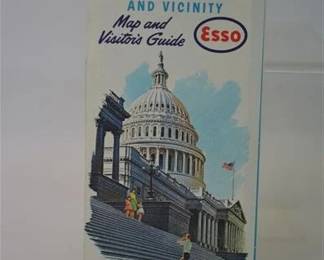 AND VICINITY
Map and
Visitor's Guide
Esso